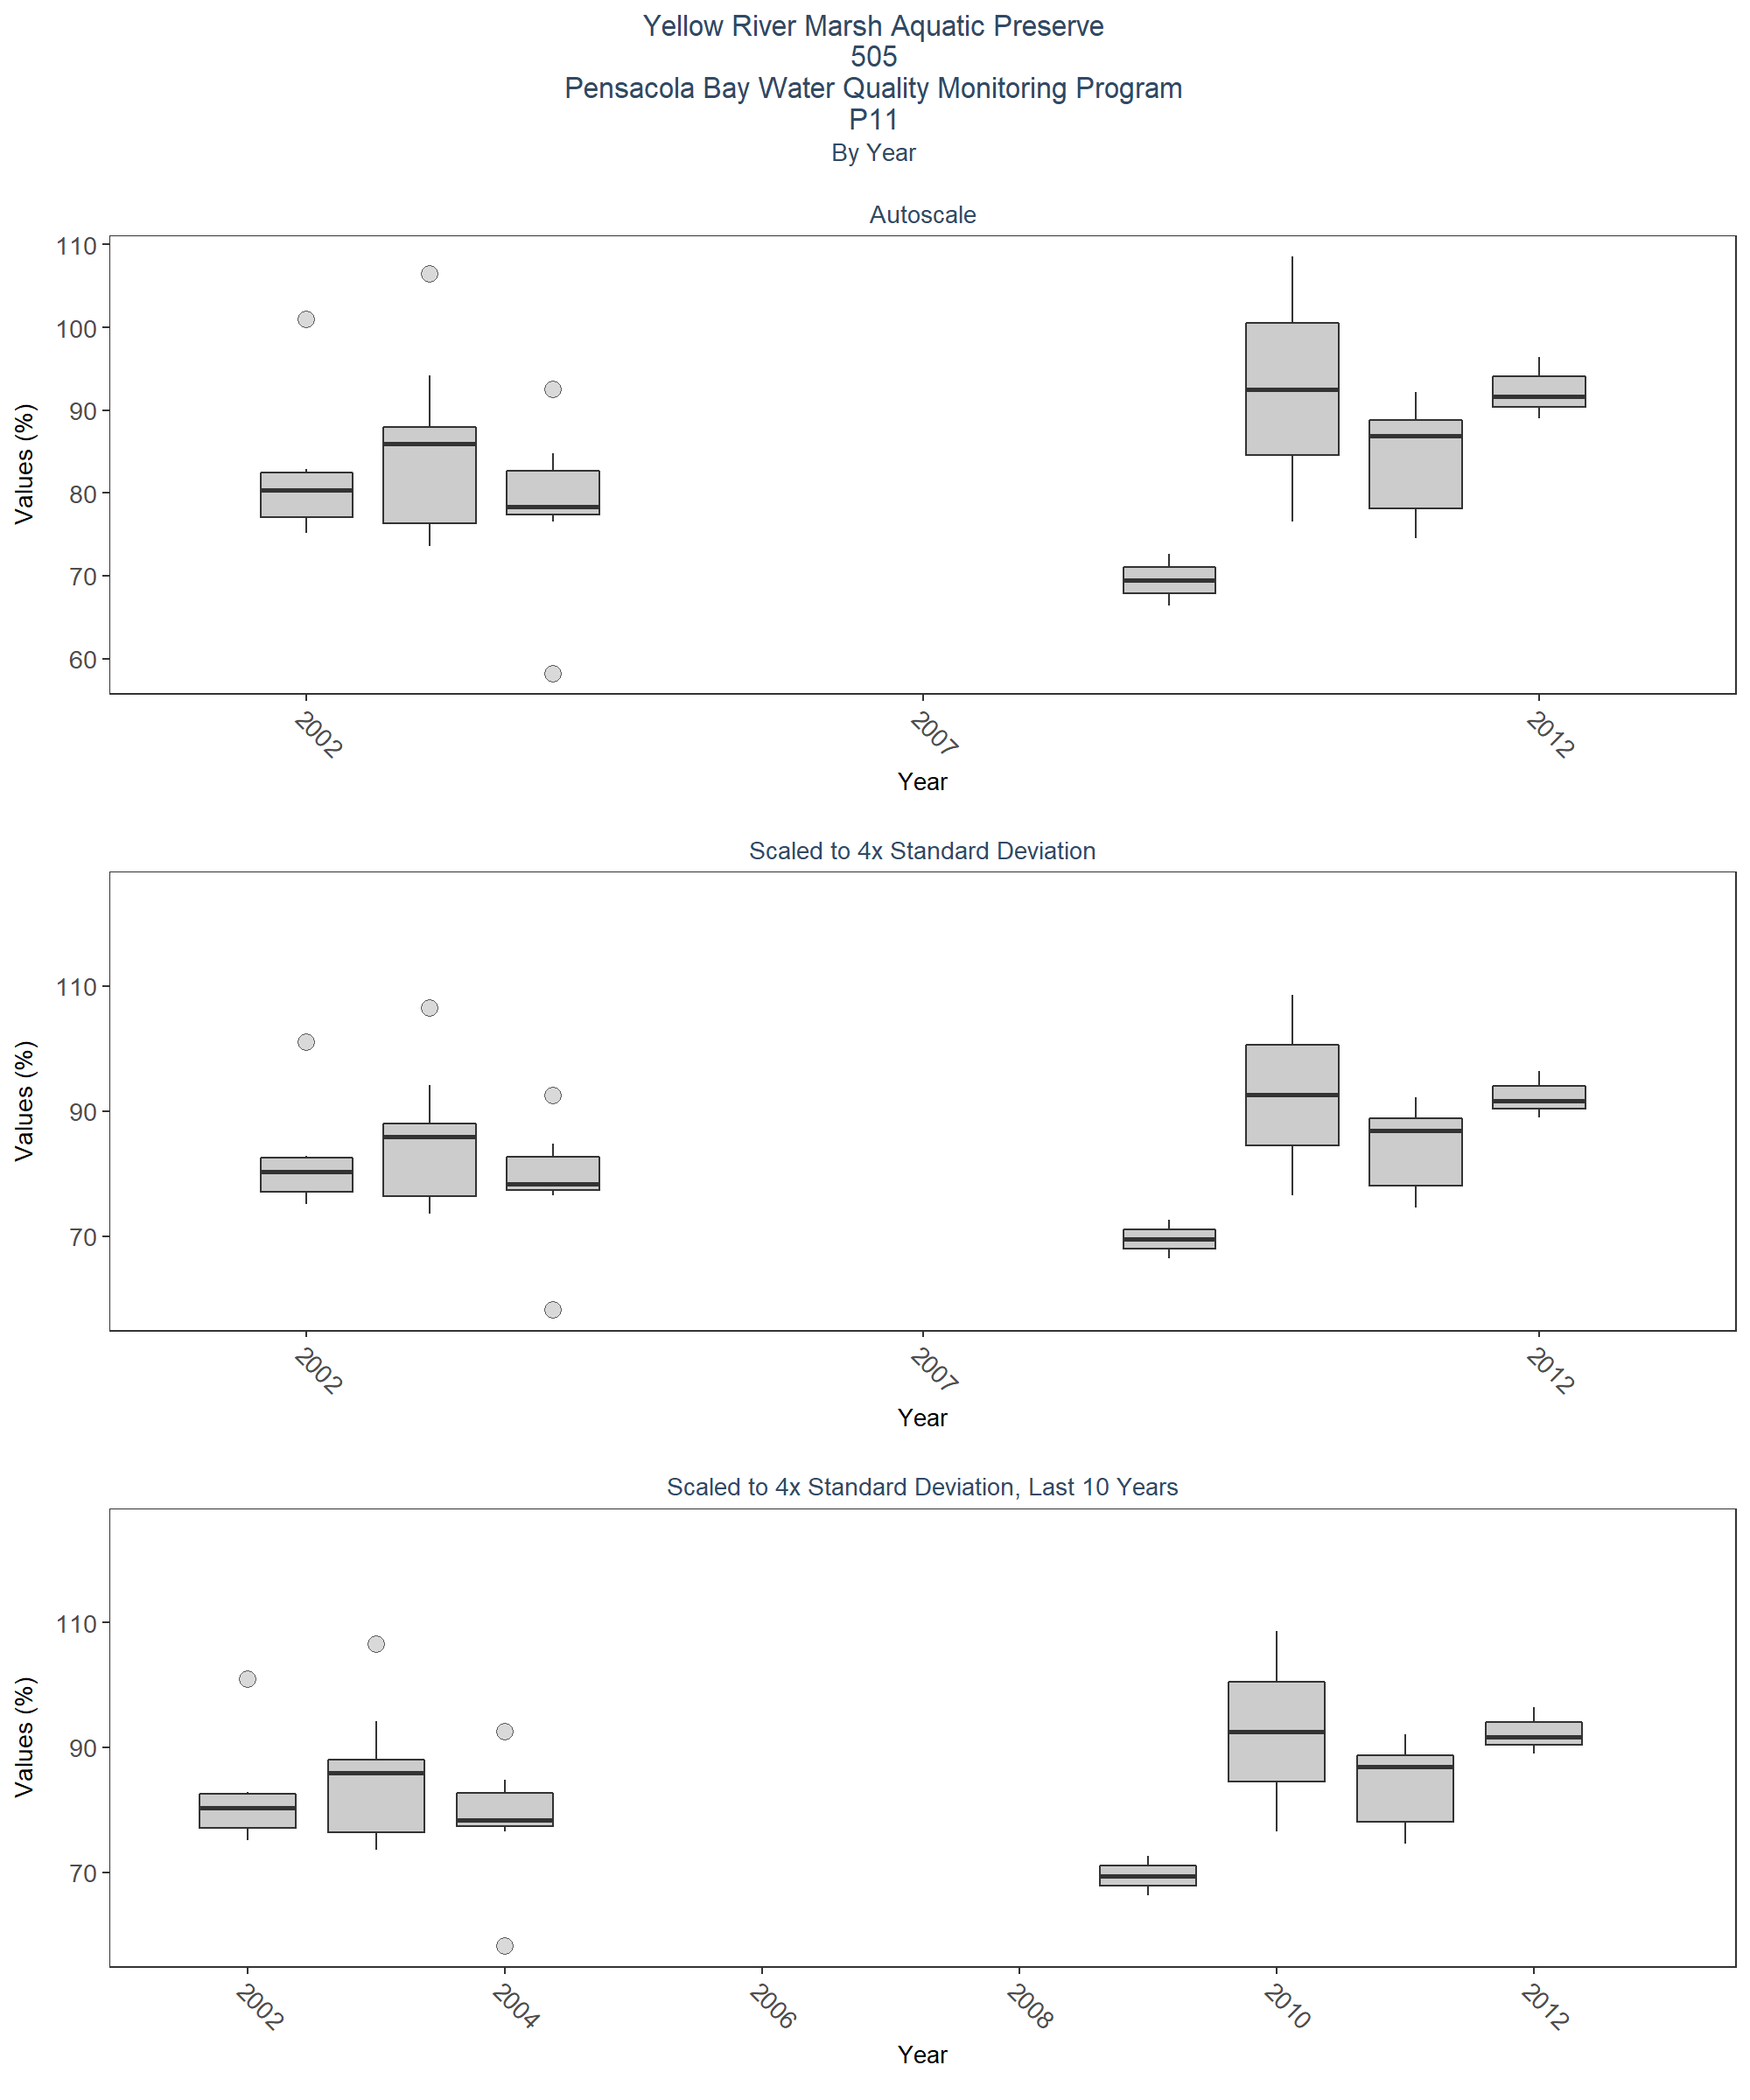 Yellow River Marsh Aquatic Preserve
505
Pensacola Bay Water Quality Monitoring Program
P11
By Year
Autoscale
110
100
90
80
70
60
Values (%)
2002 2007 2012
Year
Scaled to 4x Standard Deviation
110
90
70
Values (%)
2002 2007 2012
Year
Scaled to 4x Standard Deviation, Last 10 Years
110
90
70
Values (%)
2002 2004 2006 2008 2010 2012
Year